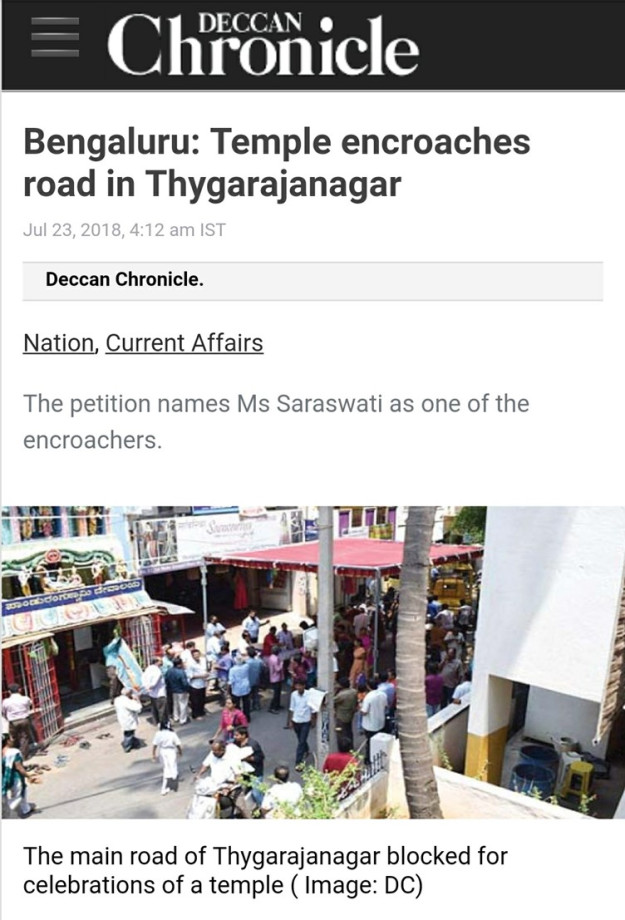 DECCAN
Chronicle
Bengaluru: Temple encroaches
road in Thygarajanagar
Jul 23, 2018, 4:12 am IST
Deccan Chronicle.
Nation, Current Affairs
The petition names Ms Saraswati as one of the
encroachers.
ಪಾಂಡುರಂಗಸ್ವಾಮಿ ದೇವಾಲಯ
The main road of Thygarajanagar blocked for
celebrations of a temple ( Image: DC)